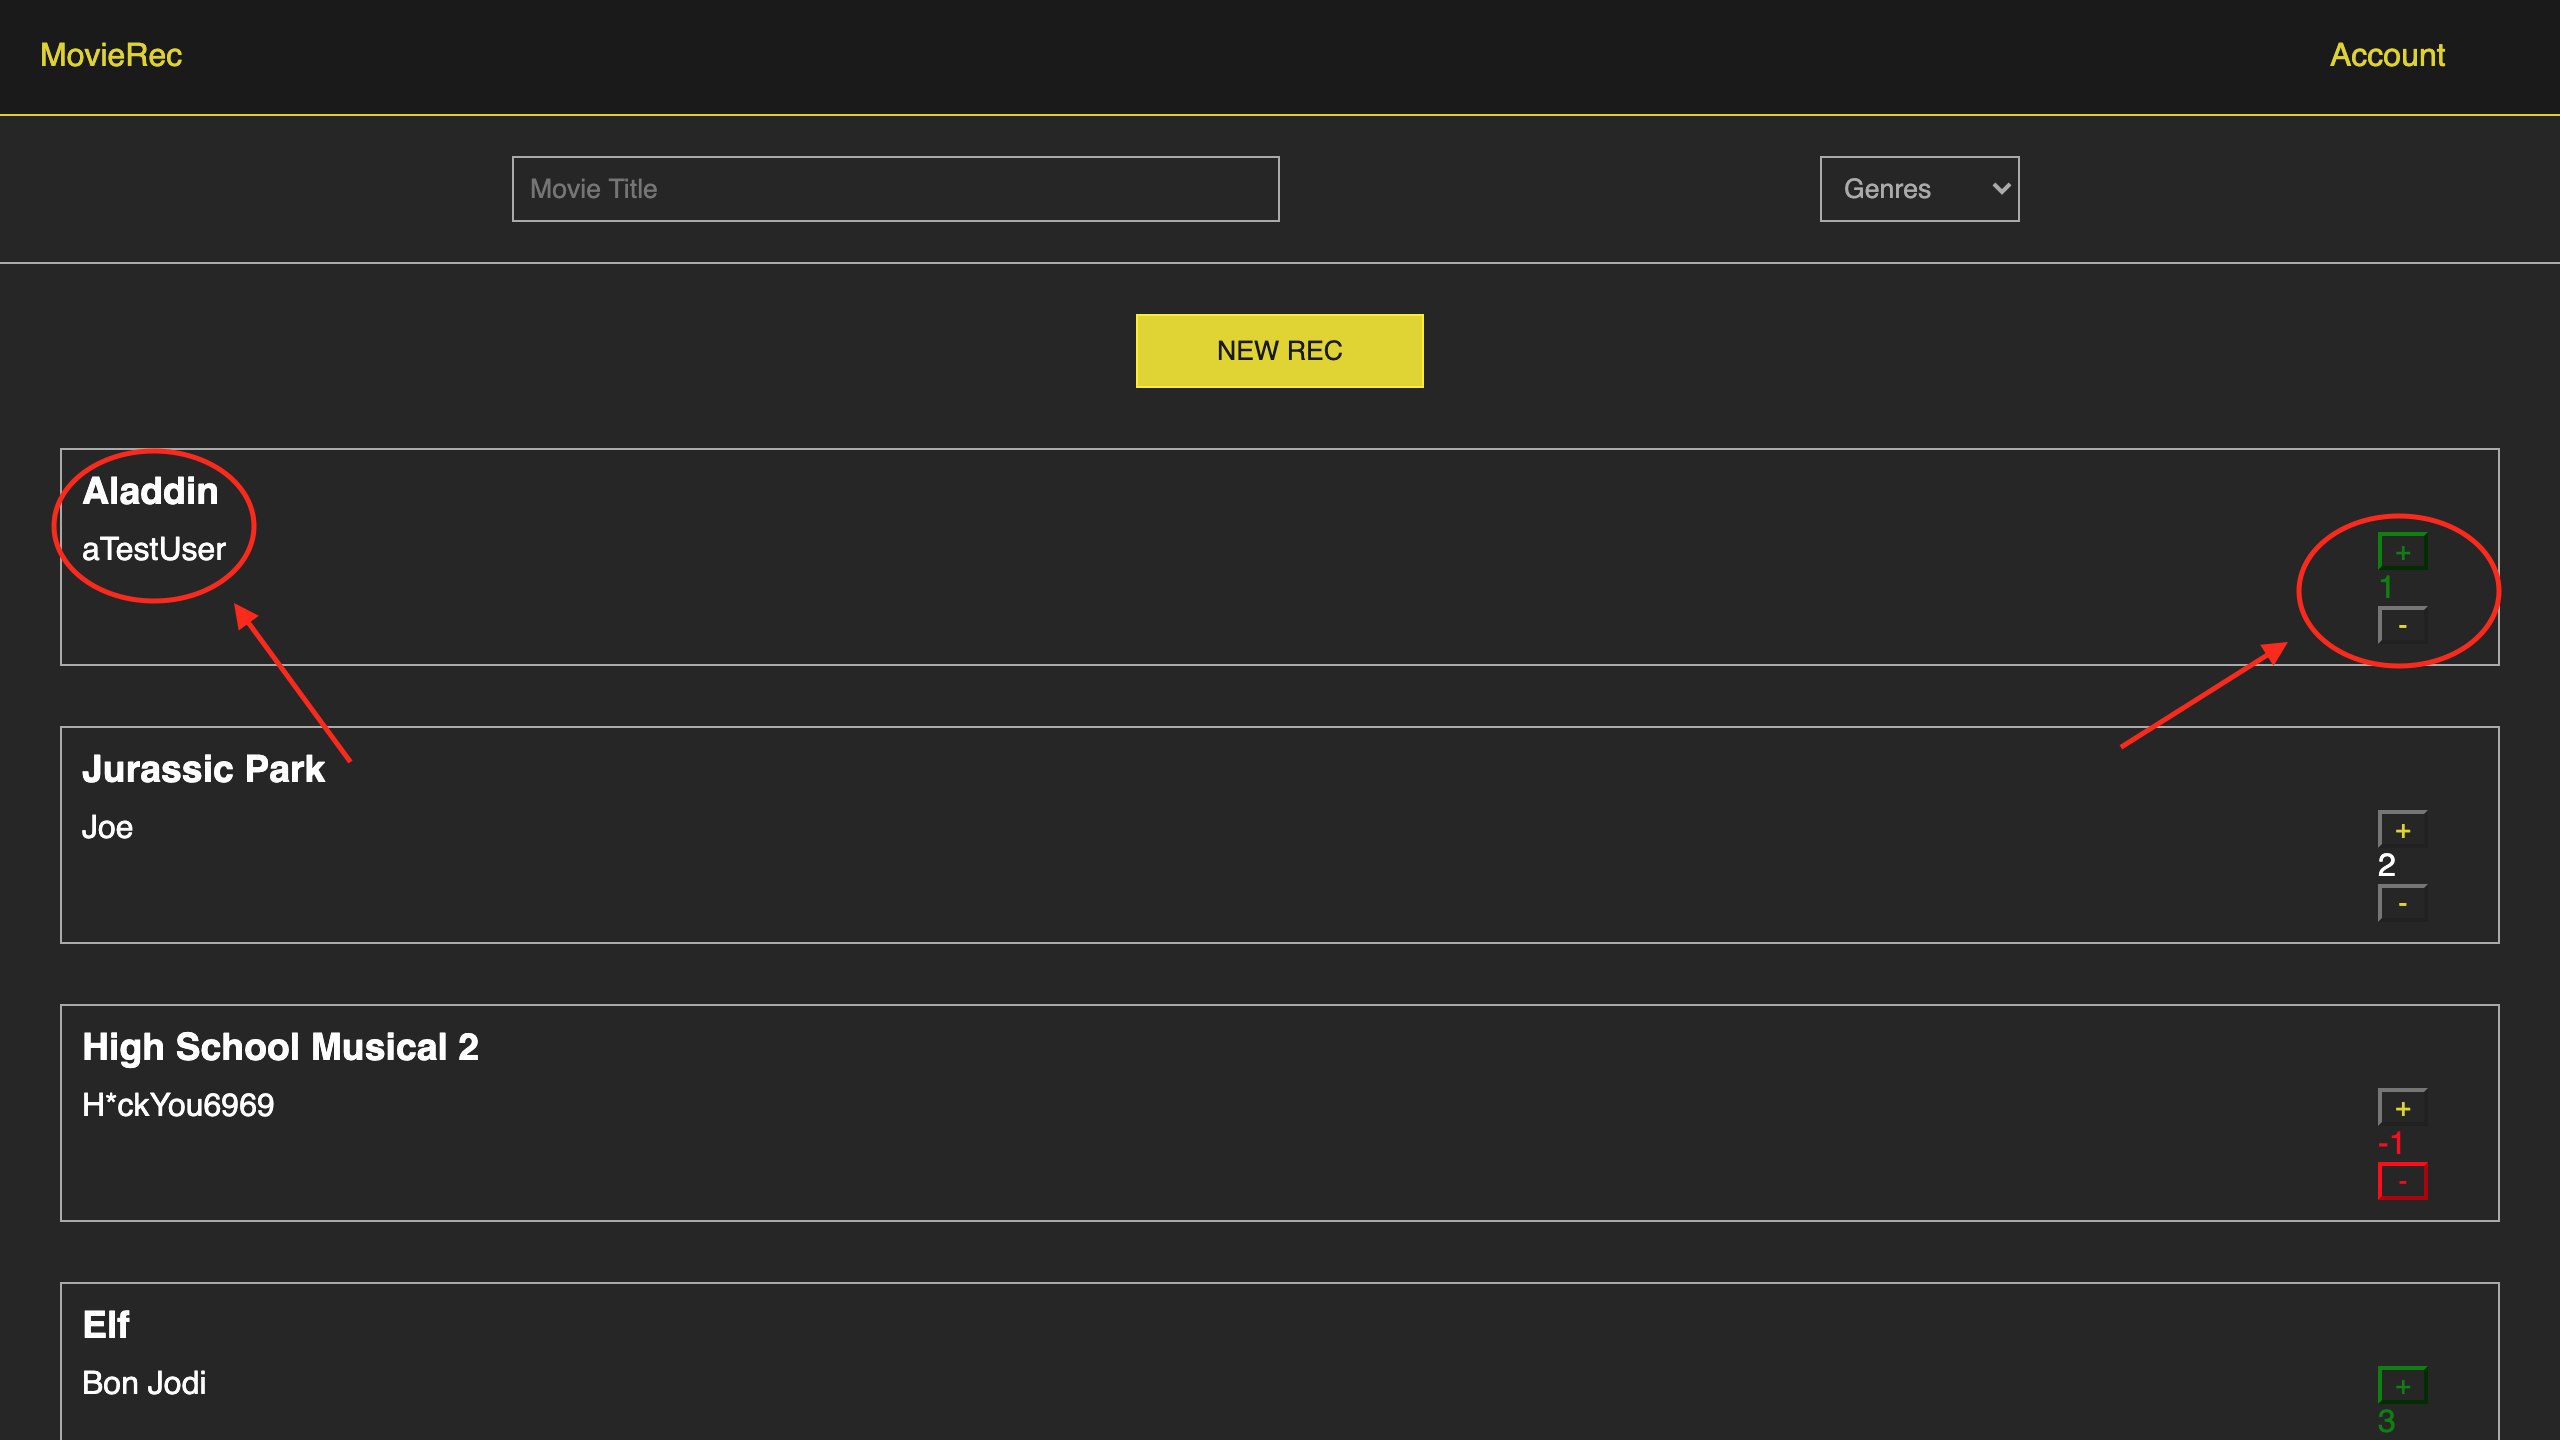 MovieRec
Account
Movie Title
Genres
NEW REC
Aladdin
aTestUser
+
1
-
Jurassic Park
Joe
+
2
-
High School Musical 2
H*ckYou6969
+
-1
-
Elf
Bon Jodi
+
3